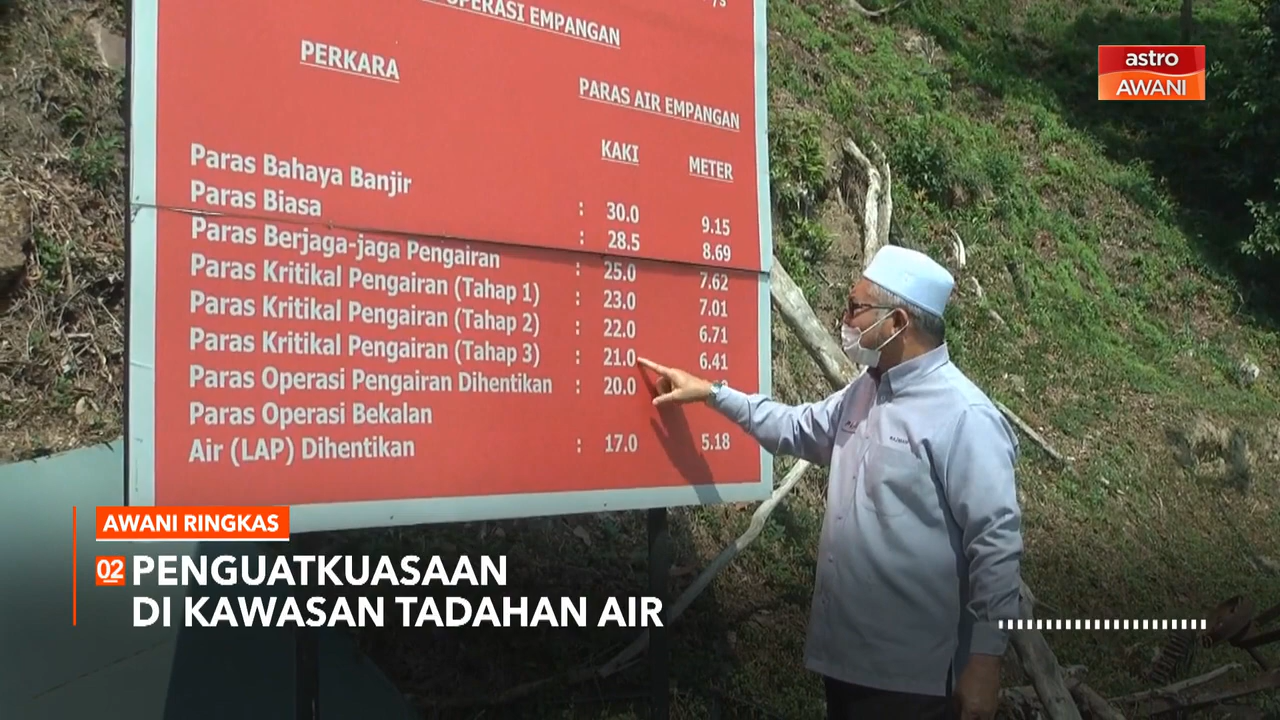 OPERASI EMPANGAN
PERKARA
PARAS AIR EMPANGAN
KAKI METER
Paras Bahaya Banjir : 30.0 9.15
Paras Biasa : 28.5 8.69
Paras Berjaga-jaga Pengairan : 25.0 7.62
Paras Kritikal Pengairan (Tahap 1) : 23.0 7.01
Paras Kritikal Pengairan (Tahap 2) : 22.0 6.71
Paras Kritikal Pengairan (Tahap 3) : 21.0 6.41
Paras Operasi Pengairan Dihentikan : 20.0
Paras Operasi Bekalan
Air (LAP) Dihentikan : 17.0 5.18
astro
AWANI
AWANI RINGKAS
02 PENGUATKUASAAN
DI KAWASAN TADAHAN AIR